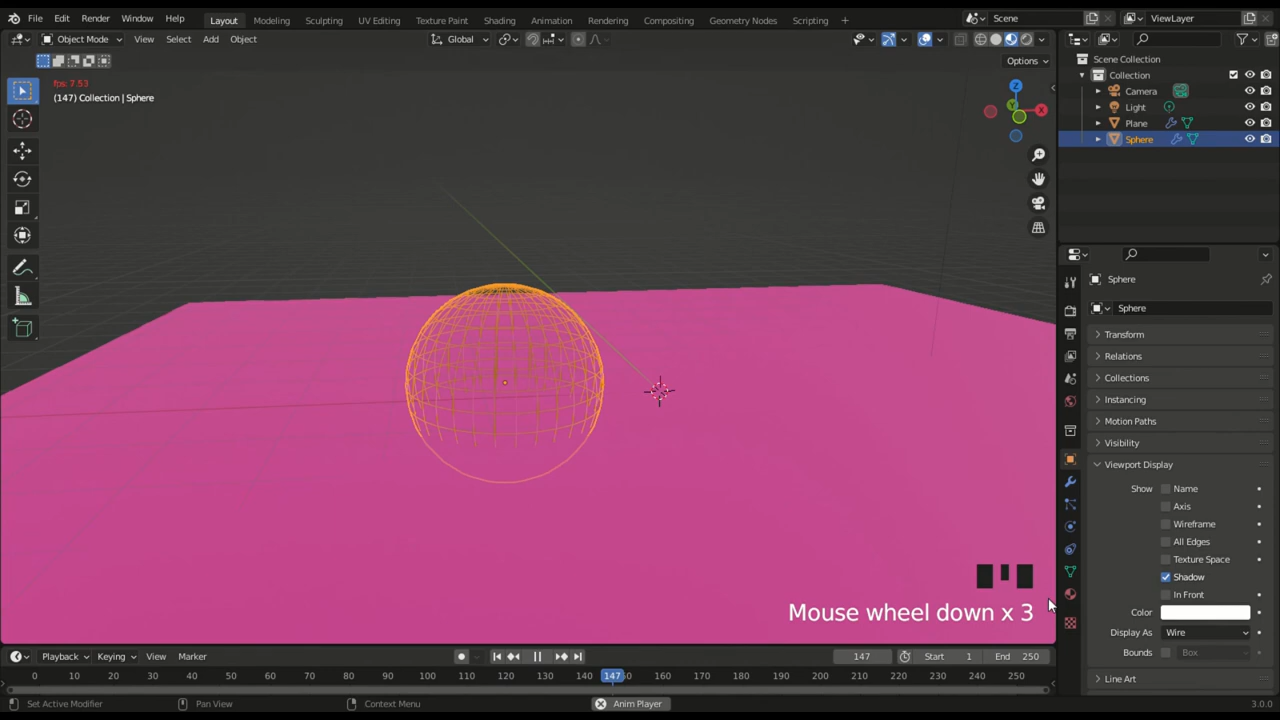 File Edit Render Window Help Layout Modeling Sculpting UV Editing Texture Paint Shading Animation Rendering Compositing Geometry Nodes Scripting + Scene ViewLayer
Object Mode View Select Add Object Global
Options
fps: 7.53
(147) Collection | Sphere
Z
X
Y
Scene Collection
Collection
Camera
Light
Plane
Sphere
Sphere
Sphere
Transform
Relations
Collections
Instancing
Motion Paths
Visibility
Viewport Display
Show Name
Axis
Wireframe
All Edges
Texture Space
Shadow
In Front
Color
Display As Wire
Bounds Box
Line Art
Mouse wheel down x 3
Playback Keying View Marker 147 Start 1 End 250
0 10 20 30 40 50 60 70 80 90 100 110 120 130 140 147 160 170 180 190 200 210 220 230 240 250
Set Active Modifier Pan View Context Menu Anim Player 3.0.0